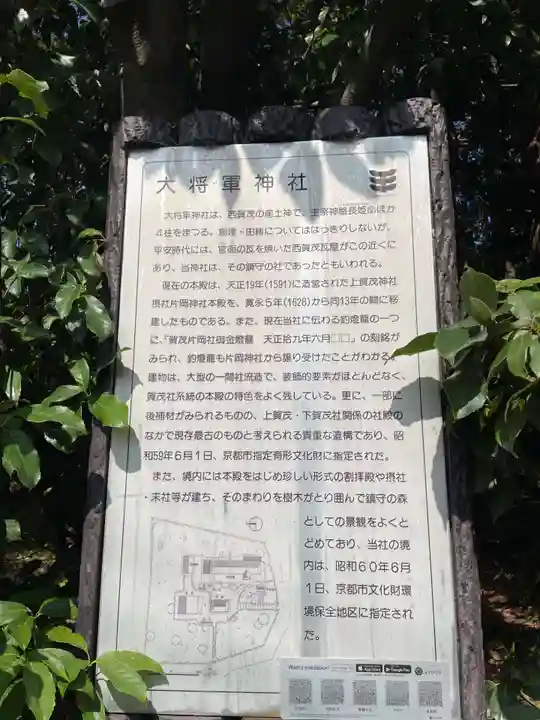 大将軍神社
大将軍神社は、西賀茂の産土神で、主祭神磐長姫命ほか
4柱をまつる。創建・由緒についてははっきりしないが、
平安時代には、官衙の瓦を焼いた西賀茂瓦屋がこの近くに
あり、当神社は、その鎮守の社であったともいわれる。
現在の本殿は、天正19年(1591)に造営された上賀茂神社
摂社片岡神社本殿を、寛永5年(1628)から同13年の間に移
建したものである。また、現在当社に伝わる釣燈籠の一つ
に、「賀茂片岡社御金燈籠 天正拾九年六月□□」の刻銘が
みられ、釣燈籠も片岡神社から譲り受けたことがわかる。
建物は、大型の一間社流造で、装飾的要素がほとんどなく、
賀茂社系統の本殿の特色をよく残している。更に、一部に
後補材がみられるものの、上賀茂・下賀茂社関係の社殿の
なかで現存最古のものと考えられる貴重な遺構であり、昭
和59年6月1日、京都市指定有形文化財に指定された。
また、境内には本殿をはじめ珍しい形式の割拝殿や摂社
・末社等が建ち、そのまわりを樹木がとり囲んで鎮守の森
としての景観をよくと
どめており、当社の境
内は、昭和60年6月
1日、京都市文化財環
境保全地区に指定され
た。
App Store
Google Play